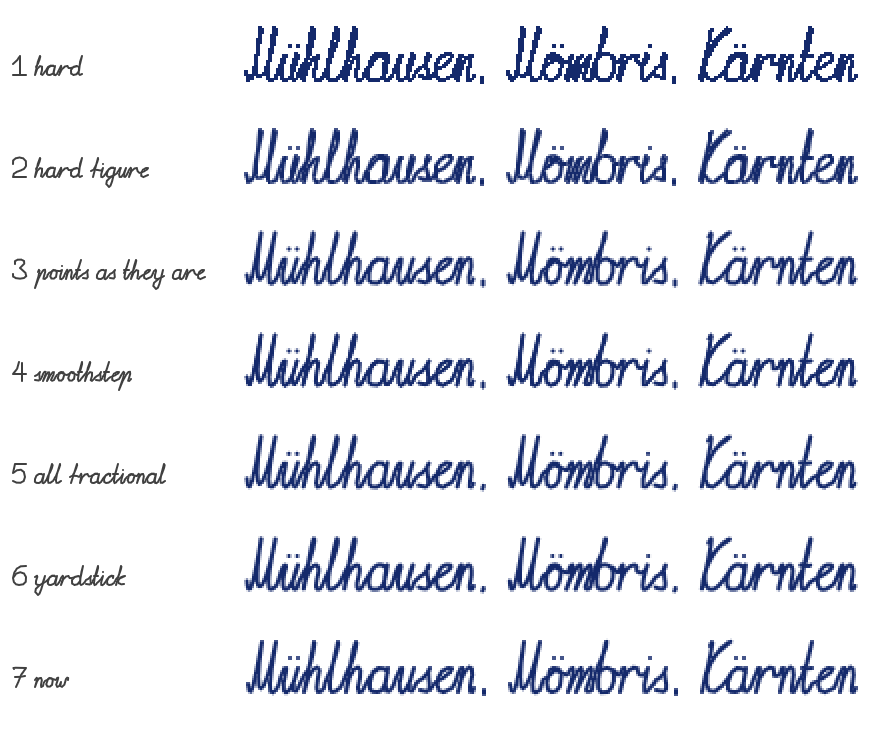 1 hard Mühlhausen, Mömbris, Kärnten
2 hard figure Mühlhausen, Mömbris, Kärnten
3 points as they are Mühlhausen, Mömbris, Kärnten
4 smoothstep Mühlhausen, Mömbris, Kärnten
5 all fractional Mühlhausen, Mömbris, Kärnten
6 yardstick Mühlhausen, Mömbris, Kärnten
7 now Mühlhausen, Mömbris, Kärnten